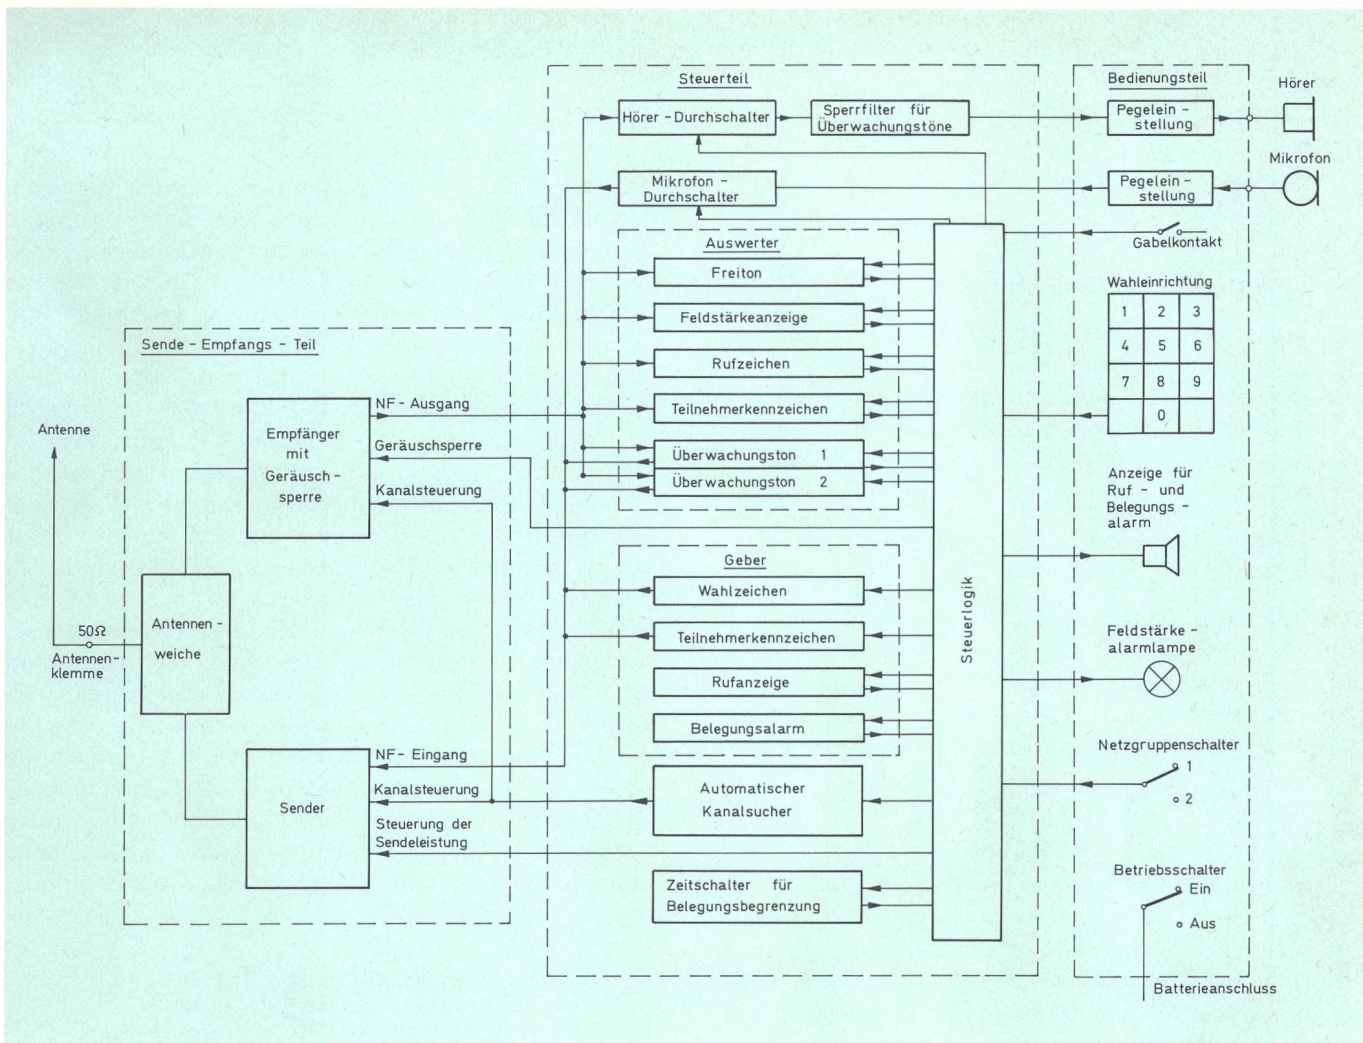 Steuerteil
Hörer - Durchschalter
Sperrfilter für
Überwachungstöne
Mikrofon -
Durchschalter
Auswerter
Freiton
Feldstärkeanzeige
Rufzeichen
Teilnehmerkennzeichen
Überwachungston 1
Überwachungston 2
Geber
Wahlzeichen
Teilnehmerkennzeichen
Rufanzeige
Belegungsalarm
Automatischer
Kanalsucher
Zeitschalter für
Belegungsbegrenzung
Steuerlogik
Sende - Empfangs - Teil
Empfänger
mit
Geräusch -
sperre
NF - Ausgang
Geräuschsperre
Kanalsteuerung
Antenne
50Ω
Antennen-
klemme
Antennen -
weiche
Sender
NF - Eingang
Kanalsteuerung
Steuerung der
Sendeleistung
Bedienungsteil
Pegelein -
stellung
Hörer
Pegelein -
stellung
Mikrofon
Gabelkontakt
Wahleinrichtung
1 2 3
4 5 6
7 8 9
0
Anzeige für
Ruf - und
Belegungs -
alarm
Feldstärke -
alarmlampe
Netzgruppenschalter
1
2
Betriebsschalter
Ein
Aus
Batterieanschluss